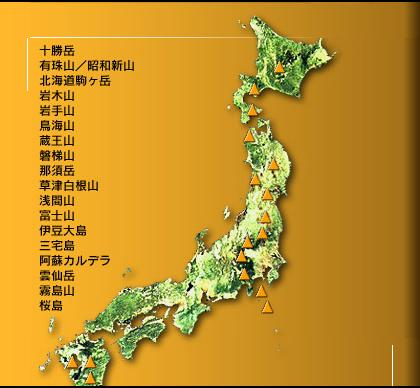 十勝岳
有珠山／昭和新山
北海道駒ヶ岳
岩木山
岩手山
鳥海山
蔵王山
磐梯山
那須岳
草津白根山
浅間山
富士山
伊豆大島
三宅島
阿蘇カルデラ
雲仙岳
霧島山
桜島